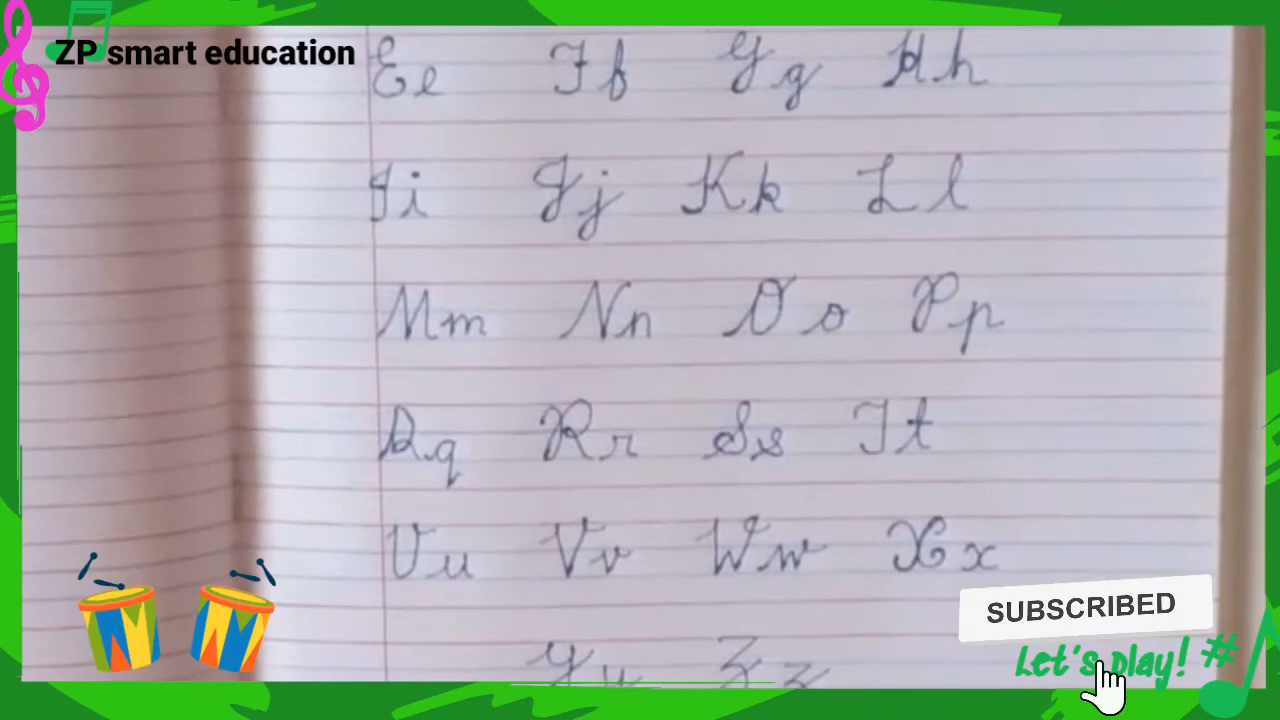 ZP smart education
Ee Ff Gg Hh
Ii Jj Kk Ll
Mm Nn Oo Pp
Qq Rr Ss Tt
Uu Vv Ww Xx
Yy Zz
SUBSCRIBED
Let's play! #